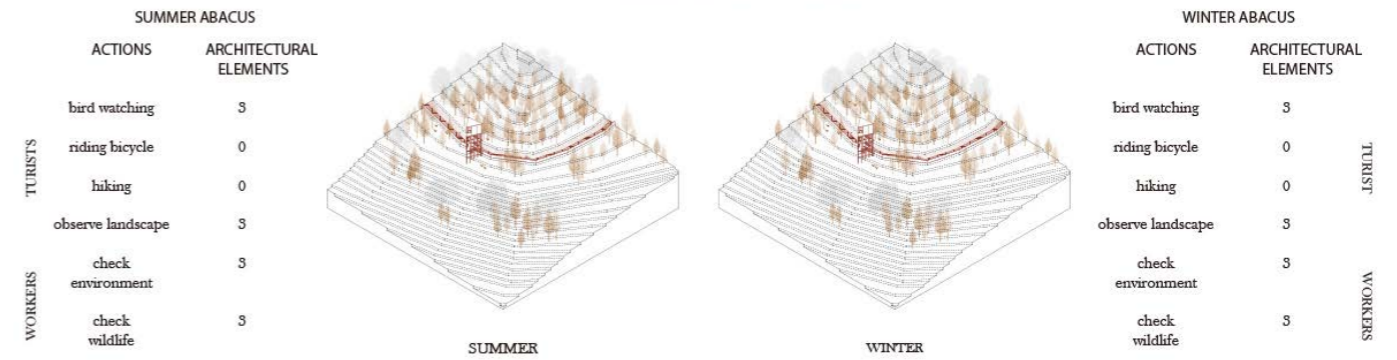 SUMMER ABACUS
ACTIONS
ARCHITECTURAL
ELEMENTS
TURISTS
bird watching 3
riding bicycle 0
hiking 0
observe landscape 3
WORKERS
check 3
environment
check 3
wildlife
SUMMER
WINTER
WINTER ABACUS
ACTIONS
ARCHITECTURAL
ELEMENTS
bird watching 3
riding bicycle 0
hiking 0
observe landscape 3
TURIST
check 3
environment
check 3
wildlife
WORKERS